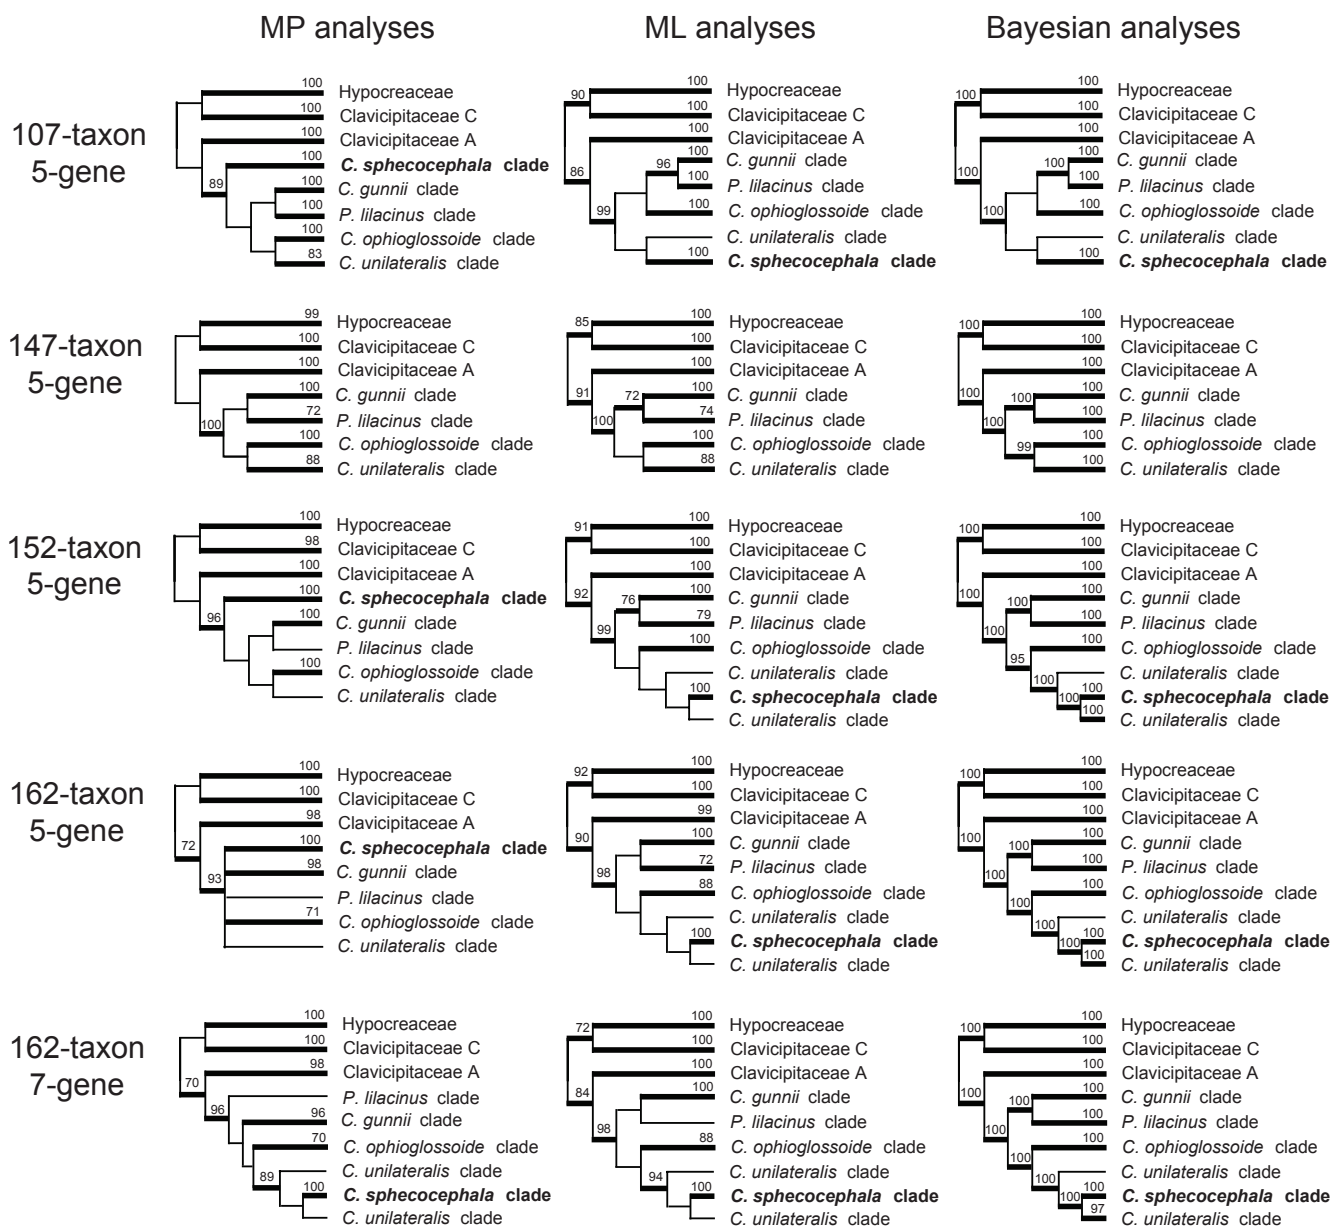 MP analyses
ML analyses
Bayesian analyses
107-taxon
5-gene
100 Hypocreaceae
100 Clavicipitaceae C
100 Clavicipitaceae A
100 C. sphecocephala clade
89
100 C. gunnii clade
100 P. lilacinus clade
100 C. ophioglossoide clade
83 C. unilateralis clade
90
100 Hypocreaceae
100 Clavicipitaceae C
86
100 Clavicipitaceae A
96
100 C. gunnii clade
100 P. lilacinus clade
99
100 C. ophioglossoide clade
C. unilateralis clade
100 C. sphecocephala clade
100
100 Hypocreaceae
100 Clavicipitaceae C
100
100 Clavicipitaceae A
100
100 C. gunnii clade
100 P. lilacinus clade
100
100 C. ophioglossoide clade
C. unilateralis clade
100 C. sphecocephala clade
147-taxon
5-gene
99 Hypocreaceae
100 Clavicipitaceae C
100 Clavicipitaceae A
100 C. gunnii clade
72 P. lilacinus clade
100
100 C. ophioglossoide clade
88 C. unilateralis clade
85
100 Hypocreaceae
100 Clavicipitaceae C
91
100 Clavicipitaceae A
72
100 C. gunnii clade
74 P. lilacinus clade
100
100 C. ophioglossoide clade
88 C. unilateralis clade
100
100 Hypocreaceae
100 Clavicipitaceae C
100
100 Clavicipitaceae A
100
100 C. gunnii clade
100 P. lilacinus clade
100
99
100 C. ophioglossoide clade
100 C. unilateralis clade
152-taxon
5-gene
100 Hypocreaceae
98 Clavicipitaceae C
100 Clavicipitaceae A
100 C. sphecocephala clade
96
100 C. gunnii clade
P. lilacinus clade
100 C. ophioglossoide clade
C. unilateralis clade
91
100 Hypocreaceae
100 Clavicipitaceae C
92
100 Clavicipitaceae A
76
100 C. gunnii clade
79 P. lilacinus clade
99
100 C. ophioglossoide clade
C. unilateralis clade
100 C. sphecocephala clade
C. unilateralis clade
100
100 Hypocreaceae
100 Clavicipitaceae C
100
100 Clavicipitaceae A
100
100 C. gunnii clade
100 P. lilacinus clade
100
95
100 C. ophioglossoide clade
100
C. unilateralis clade
100
100 C. sphecocephala clade
100 C. unilateralis clade
162-taxon
5-gene
100 Hypocreaceae
100 Clavicipitaceae C
72
98 Clavicipitaceae A
100 C. sphecocephala clade
93
98 C. gunnii clade
P. lilacinus clade
71 C. ophioglossoide clade
C. unilateralis clade
92
100 Hypocreaceae
100 Clavicipitaceae C
90
99 Clavicipitaceae A
100 C. gunnii clade
72 P. lilacinus clade
98
88 C. ophioglossoide clade
C. unilateralis clade
100 C. sphecocephala clade
C. unilateralis clade
100
100 Hypocreaceae
100 Clavicipitaceae C
100
100 Clavicipitaceae A
100
100 C. gunnii clade
100 P. lilacinus clade
100
100
100 C. ophioglossoide clade
100
C. unilateralis clade
100
100 C. sphecocephala clade
100 C. unilateralis clade
162-taxon
7-gene
100 Hypocreaceae
100 Clavicipitaceae C
70
98 Clavicipitaceae A
P. lilacinus clade
96
96 C. gunnii clade
70 C. ophioglossoide clade
89
C. unilateralis clade
100 C. sphecocephala clade
C. unilateralis clade
72
100 Hypocreaceae
100 Clavicipitaceae C
84
100 Clavicipitaceae A
100 C. gunnii clade
P. lilacinus clade
98
88 C. ophioglossoide clade
94
C. unilateralis clade
100 C. sphecocephala clade
C. unilateralis clade
100
100 Hypocreaceae
100 Clavicipitaceae C
100
100 Clavicipitaceae A
100
100 C. gunnii clade
100 P. lilacinus clade
100
100
100 C. ophioglossoide clade
100
C. unilateralis clade
100
100 C. sphecocephala clade
97 C. unilateralis clade